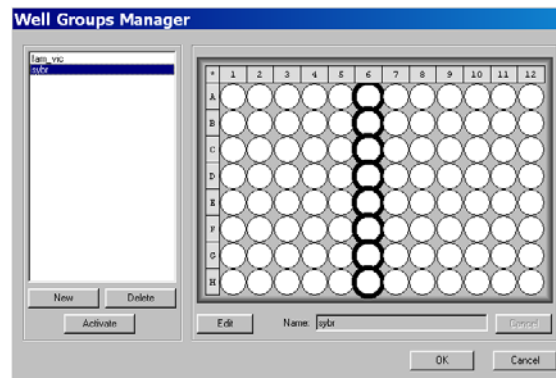 Well Groups Manager
fam_vic
sybr
* 1 2 3 4 5 6 7 8 9 10 11 12
A
B
C
D
E
F
G
H
New Delete
Activate
Edit Name: sybr Cancel
OK Cancel